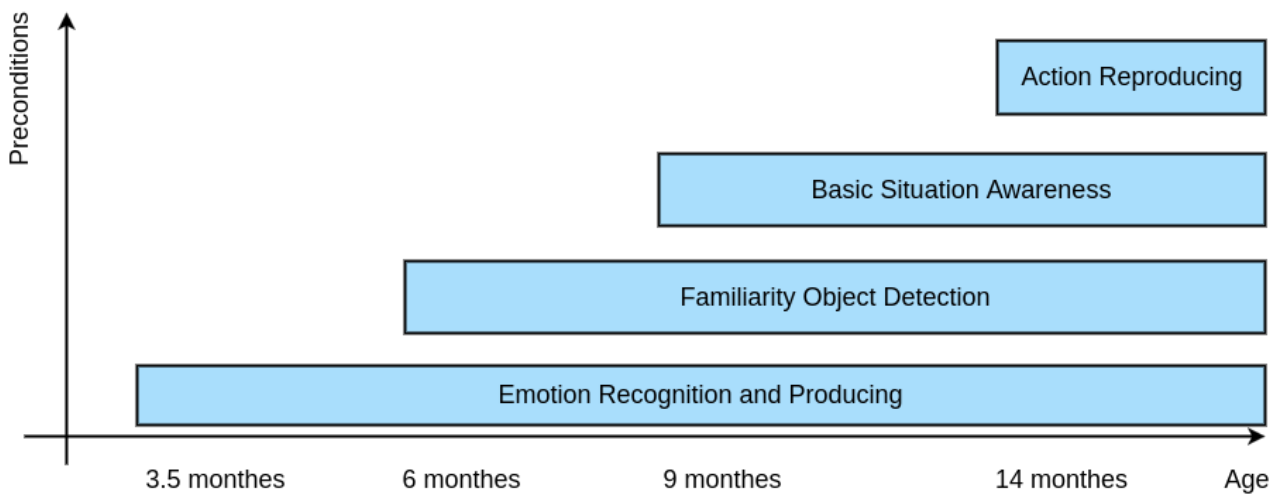 Preconditions
Action Reproducing
Basic Situation Awareness
Familiarity Object Detection
Emotion Recognition and Producing
3.5 monthes 6 monthes 9 monthes 14 monthes Age